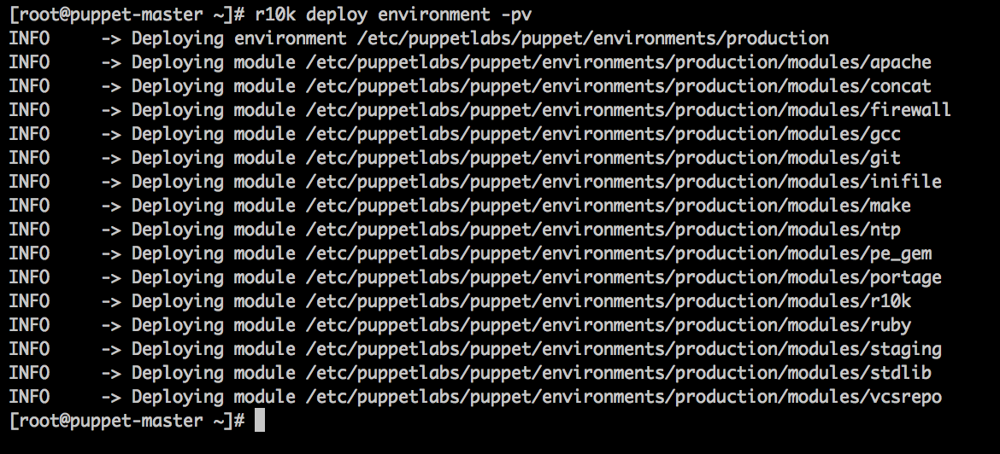 [root@puppet-master ~]# r10k deploy environment -pv
INFO     -> Deploying environment /etc/puppetlabs/puppet/environments/production
INFO     -> Deploying module /etc/puppetlabs/puppet/environments/production/modules/apache
INFO     -> Deploying module /etc/puppetlabs/puppet/environments/production/modules/concat
INFO     -> Deploying module /etc/puppetlabs/puppet/environments/production/modules/firewall
INFO     -> Deploying module /etc/puppetlabs/puppet/environments/production/modules/gcc
INFO     -> Deploying module /etc/puppetlabs/puppet/environments/production/modules/git
INFO     -> Deploying module /etc/puppetlabs/puppet/environments/production/modules/inifile
INFO     -> Deploying module /etc/puppetlabs/puppet/environments/production/modules/make
INFO     -> Deploying module /etc/puppetlabs/puppet/environments/production/modules/ntp
INFO     -> Deploying module /etc/puppetlabs/puppet/environments/production/modules/pe_gem
INFO     -> Deploying module /etc/puppetlabs/puppet/environments/production/modules/portage
INFO     -> Deploying module /etc/puppetlabs/puppet/environments/production/modules/r10k
INFO     -> Deploying module /etc/puppetlabs/puppet/environments/production/modules/ruby
INFO     -> Deploying module /etc/puppetlabs/puppet/environments/production/modules/staging
INFO     -> Deploying module /etc/puppetlabs/puppet/environments/production/modules/stdlib
INFO     -> Deploying module /etc/puppetlabs/puppet/environments/production/modules/vcsrepo
[root@puppet-master ~]#